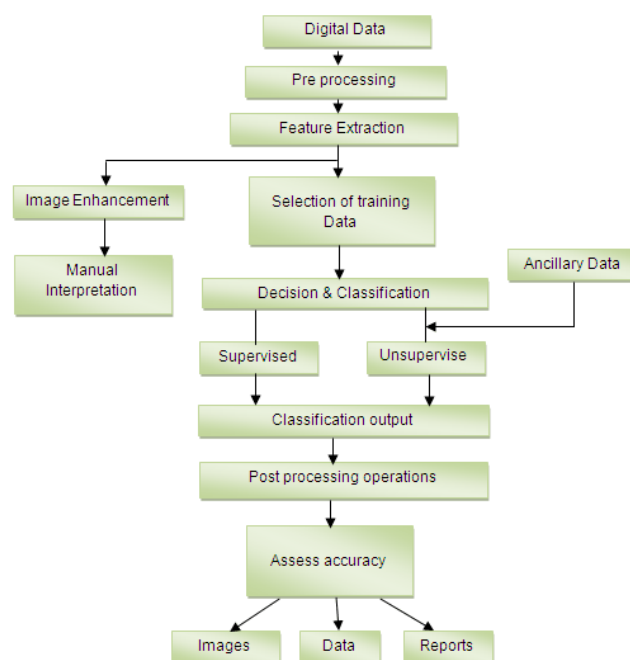 Digital Data
Pre processing
Feature Extraction
Image Enhancement
Selection of training
Data
Manual
Interpretation
Ancillary Data
Decision & Classification
Supervised
Unsupervise
Classification output
Post processing operations
Assess accuracy
Images
Data
Reports